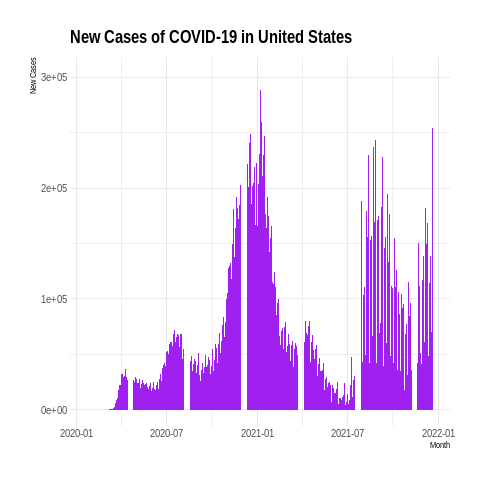 New Cases of COVID-19 in United States
New Cases
3e+05
2e+05
1e+05
0e+00
2020-01 2020-07 2021-01 2021-07 2022-01
Month